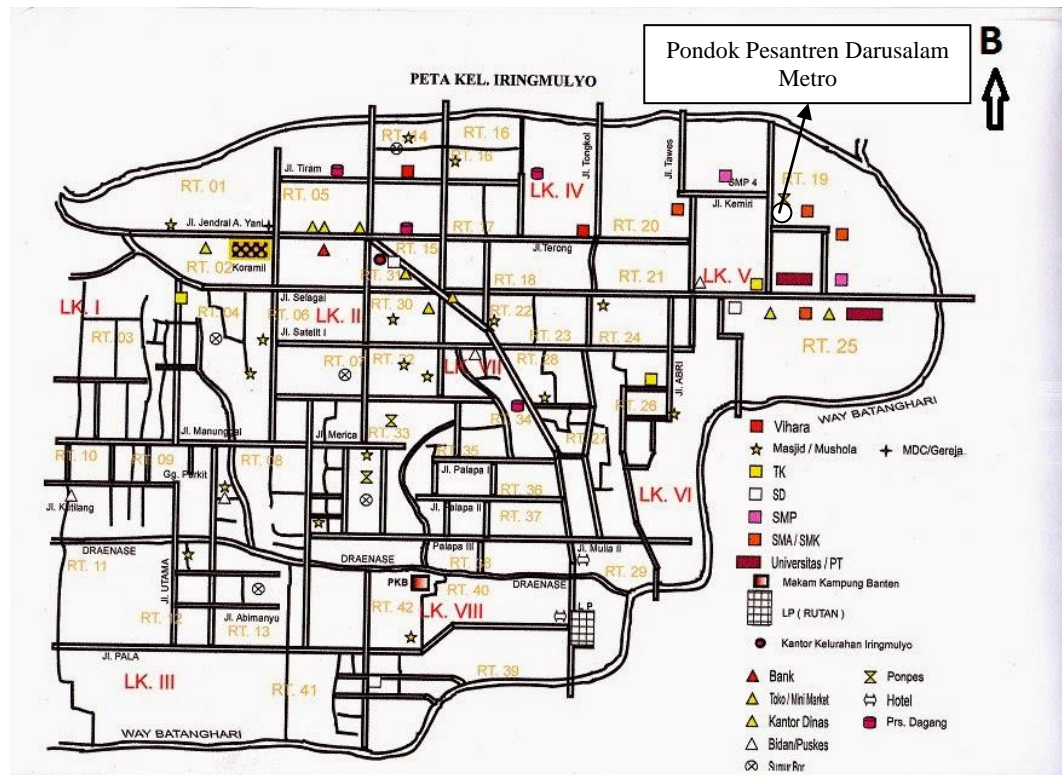 Pondok Pesantren Darusalam
Metro
B
PETA KEL. IRINGMULYO
RT. 14
RT. 16
RT. 16
Jl. Tiram
RT. 01
RT. 05
LK. IV
Jl. Tongkol
Jl. Tawes
SMP 4
RT. 19
Jl. Kemiri
Jl. Jendral A. Yani
RT. 17
RT. 20
RT. 15
Jl.Terong
RT. 02
Koramil
RT. 31
RT. 18
RT. 21
LK. V
LK. I
Jl. Selagai
RT. 04
RT. 06
LK. II
RT. 30
RT. 22
RT. 03
Jl. Satelit I
RT. 23
RT. 24
RT. 25
LK. VII
RT. 28
RT. 26
Jl. ABRI
RT. 34
WAY BATANGHARI
Jl. Manunggal
Jl. Merica
RT. 33
RT. 27
RT. 10
RT. 09
RT. 08
RT. 35
Gg. Parkit
Jl. Palapa I
RT. 36
LK. VI
Jl. Kutilang
Jl. Palapa II
RT. 37
Palapa III
Jl. Mulia II
DRAENASE
DRAENASE
DRAENASE
RT. 11
RT. 29
PKB
RT. 40
Jl. UTAMA
RT. 42
LK. VIII
L P
RT. 12
Jl. Abimanyu
RT. 13
Jl. PALA
LK. III
RT. 39
RT. 41
WAY BATANGHARI
Vihara
Masjid / Mushola
MDC/Gereja
TK
SD
SMP
SMA / SMK
Universitas / PT
Makam Kampung Banten
LP ( RUTAN )
Kantor Kelurahan Iringmulyo
Bank
Ponpes
Toko / Mini Market
Hotel
Kantor Dinas
Prs. Dagang
Bidan/Puskes
Sumur Bor